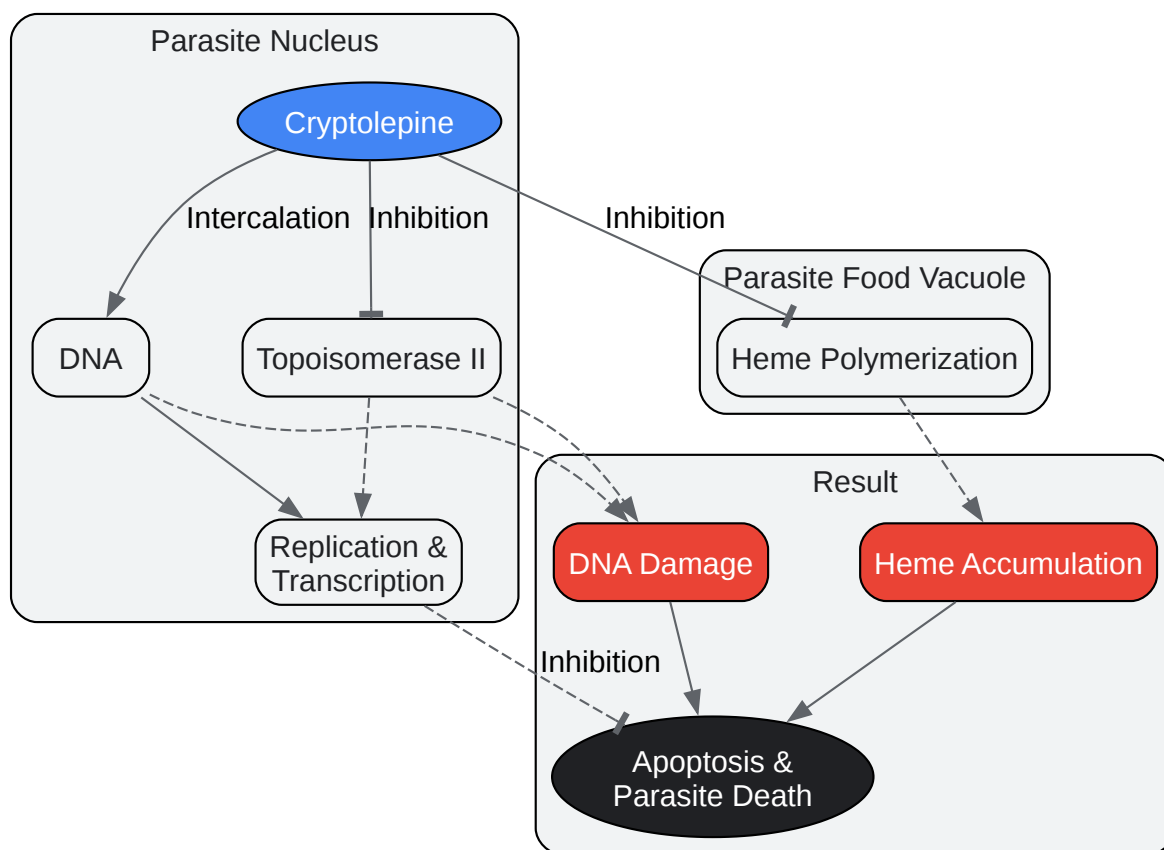 Parasite Nucleus
Cryptolepine
Intercalation
Inhibition
Inhibition
Parasite Food Vacuole
DNA
Topoisomerase II
Heme Polymerization
Result
Replication &
Transcription
DNA Damage
Heme Accumulation
Inhibition
Apoptosis &
Parasite Death